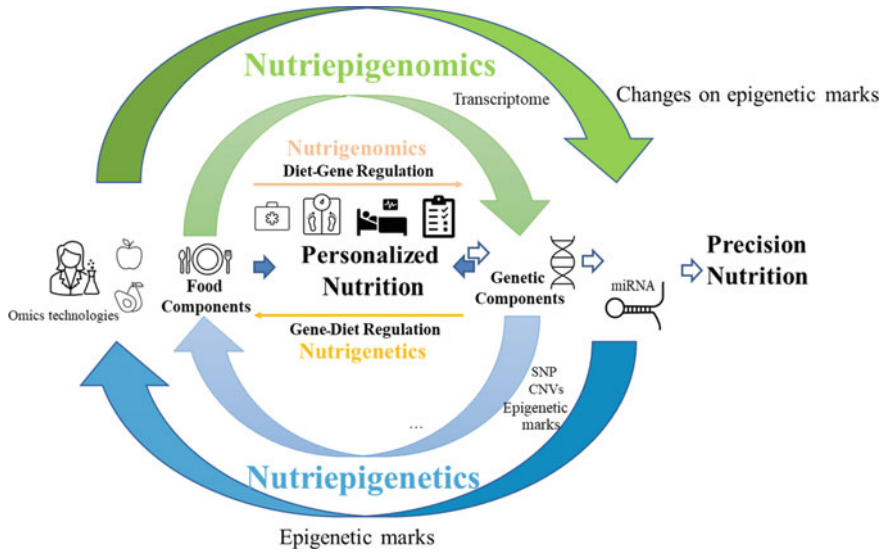 Nutriepigenomics
Transcriptome
Changes on epigenetic marks
Nutrigenomics
Diet-Gene Regulation
Omics technologies
Food
Components
Personalized
Nutrition
Genetic
Components
miRNA
Precision
Nutrition
Gene-Diet Regulation
Nutrigenetics
SNP
CNVs
Epigenetic
marks
...
Nutriepigenetics
Epigenetic marks